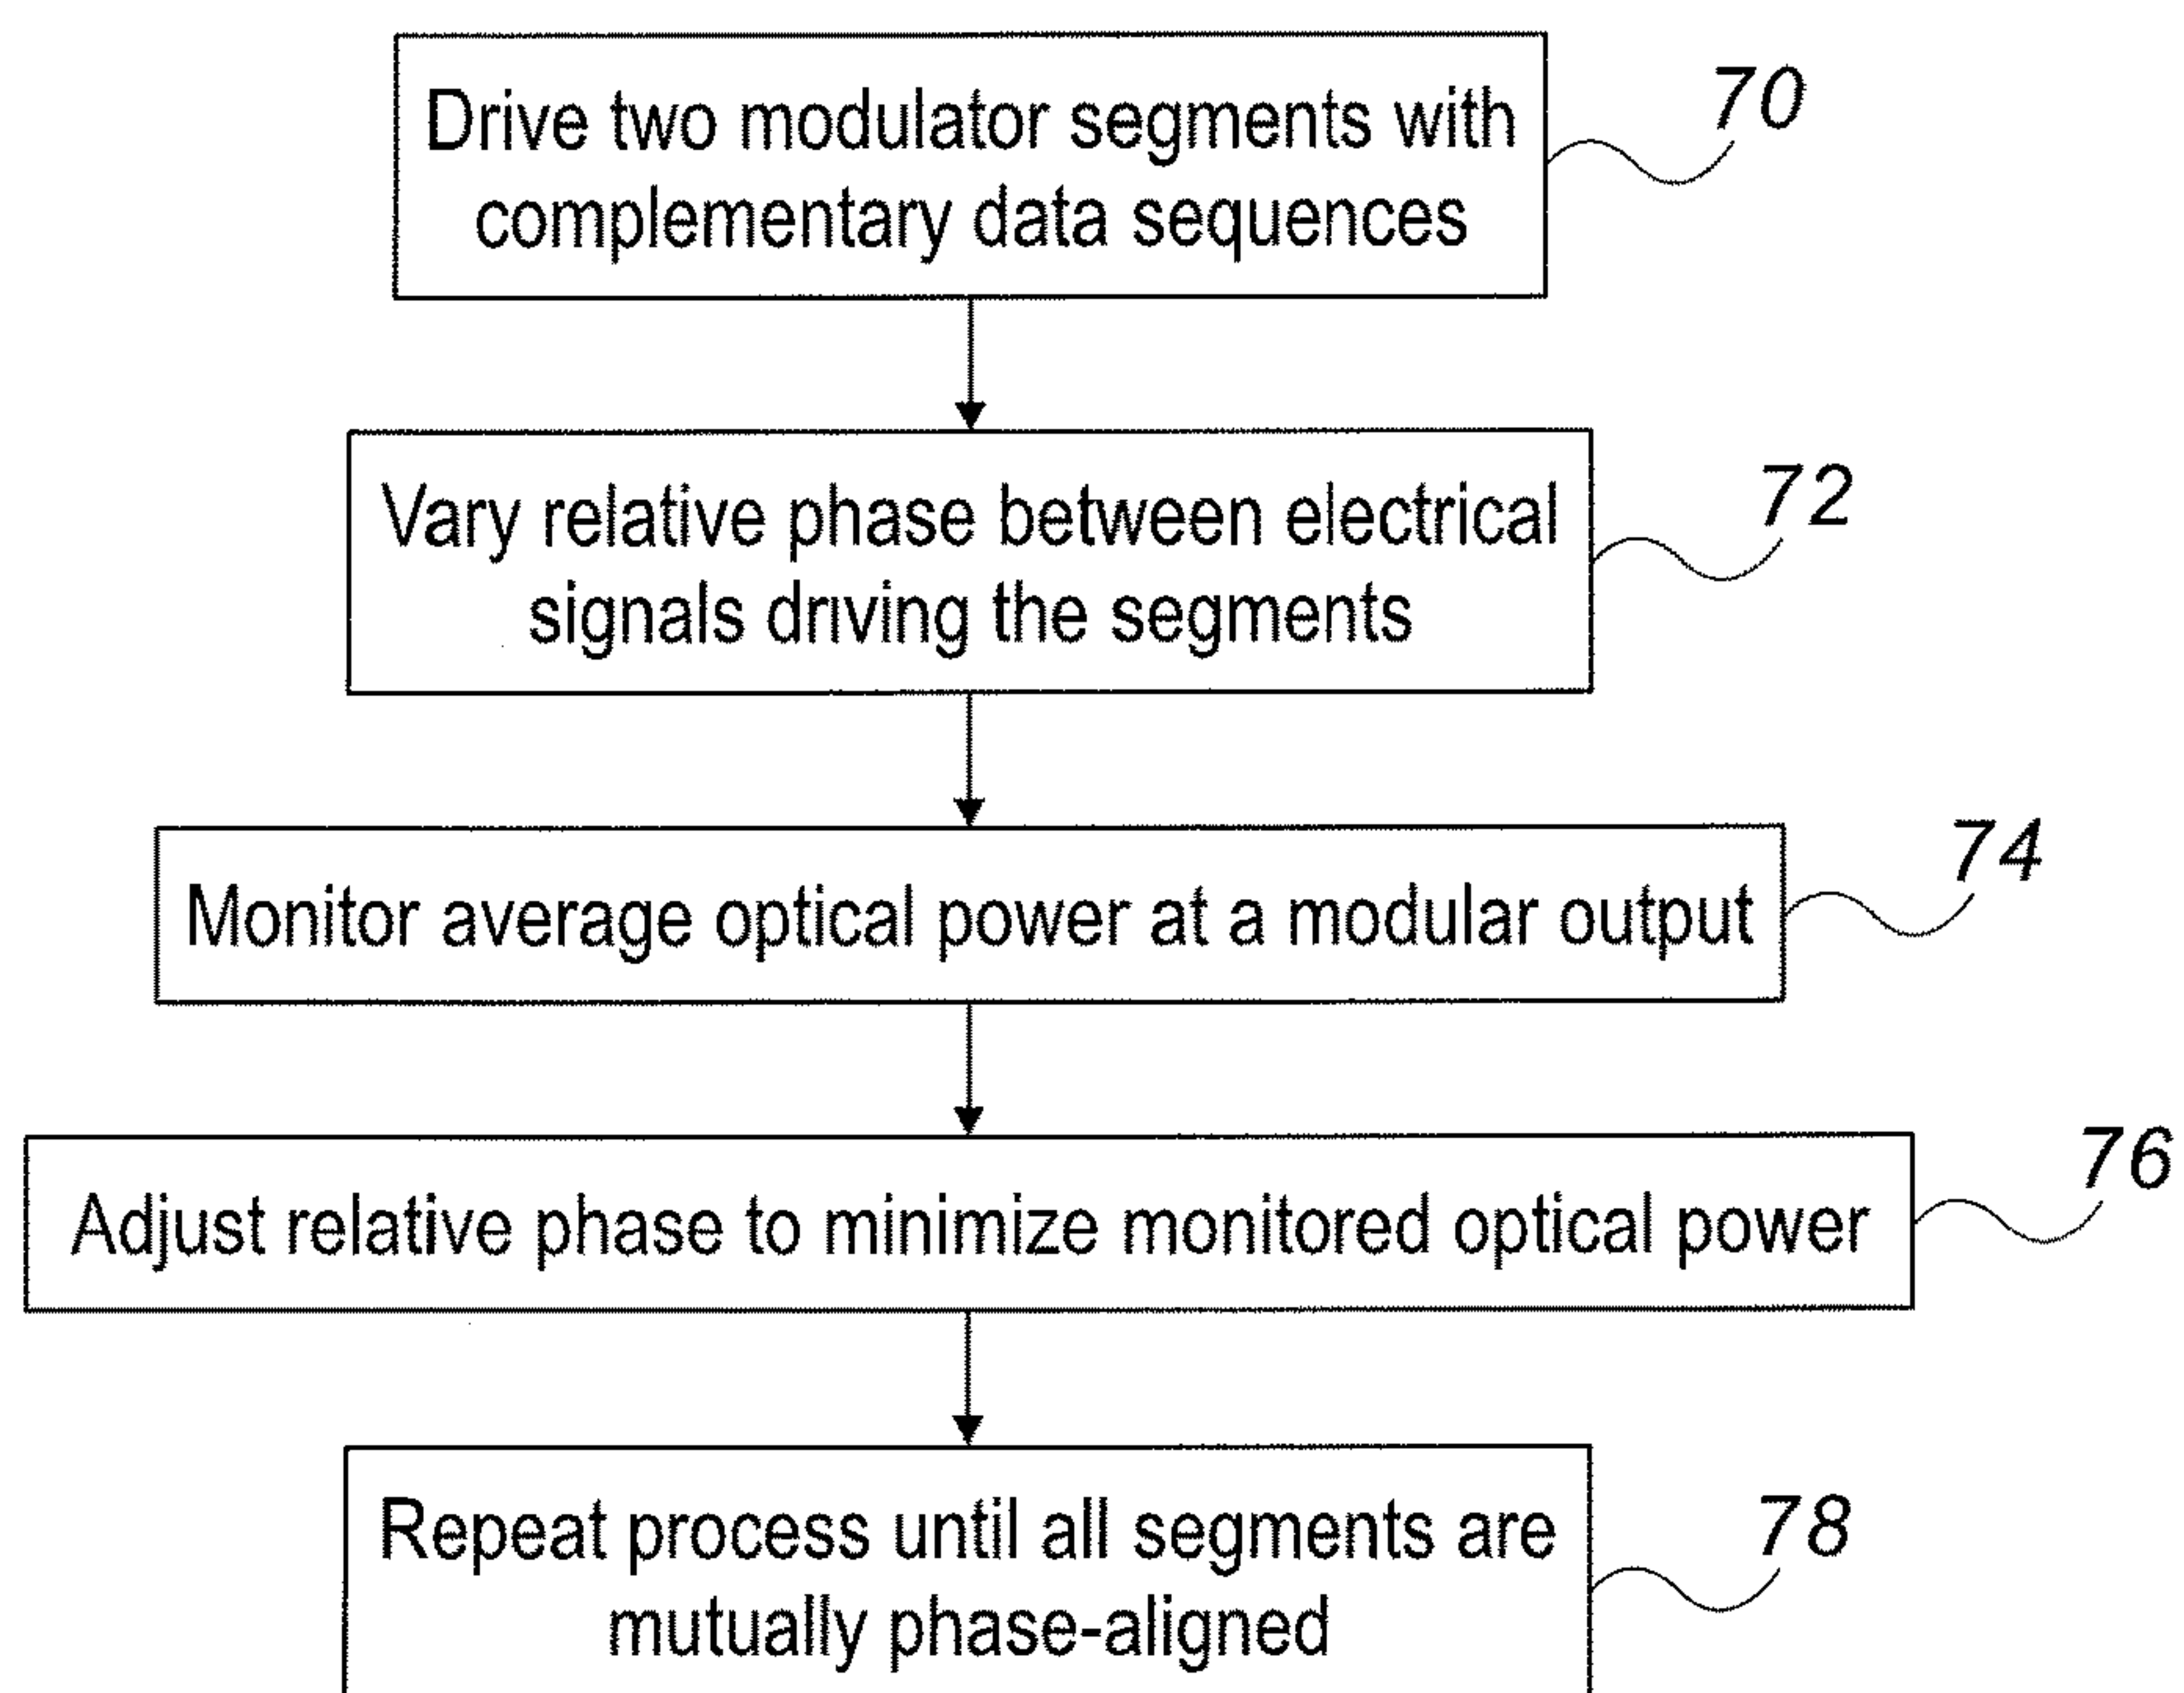 Drive two modulator segments with
complementary data sequences
70
Vary relative phase between electrical
signals driving the segments
72
Monitor average optical power at a modular output
74
Adjust relative phase to minimize monitored optical power
76
Repeat process until all segments are
mutually phase-aligned
78